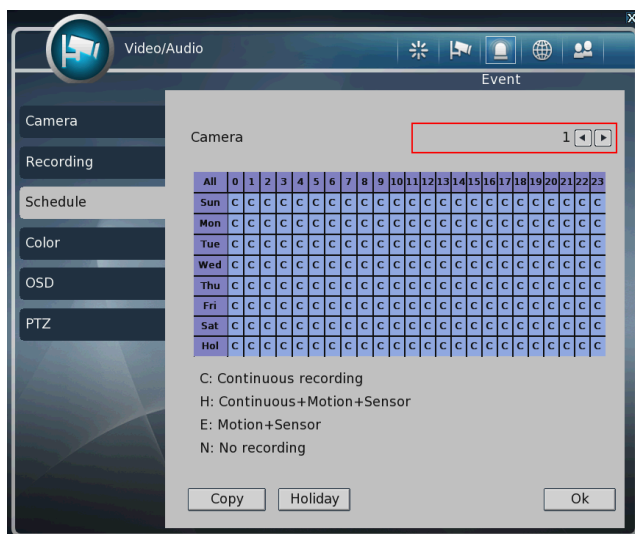 X
Video/Audio
Event
Camera
Recording
Schedule
Color
OSD
PTZ
Camera 1
All 0 1 2 3 4 5 6 7 8 9 10 11 12 13 14 15 16 17 18 19 20 21 22 23
Sun C C C C C C C C C C C C C C C C C C C C C C C C
Mon C C C C C C C C C C C C C C C C C C C C C C C C
Tue C C C C C C C C C C C C C C C C C C C C C C C C
Wed C C C C C C C C C C C C C C C C C C C C C C C C
Thu C C C C C C C C C C C C C C C C C C C C C C C C
Fri C C C C C C C C C C C C C C C C C C C C C C C C
Sat C C C C C C C C C C C C C C C C C C C C C C C C
Hol C C C C C C C C C C C C C C C C C C C C C C C C
C: Continuous recording
H: Continuous+Motion+Sensor
E: Motion+Sensor
N: No recording
Copy Holiday Ok